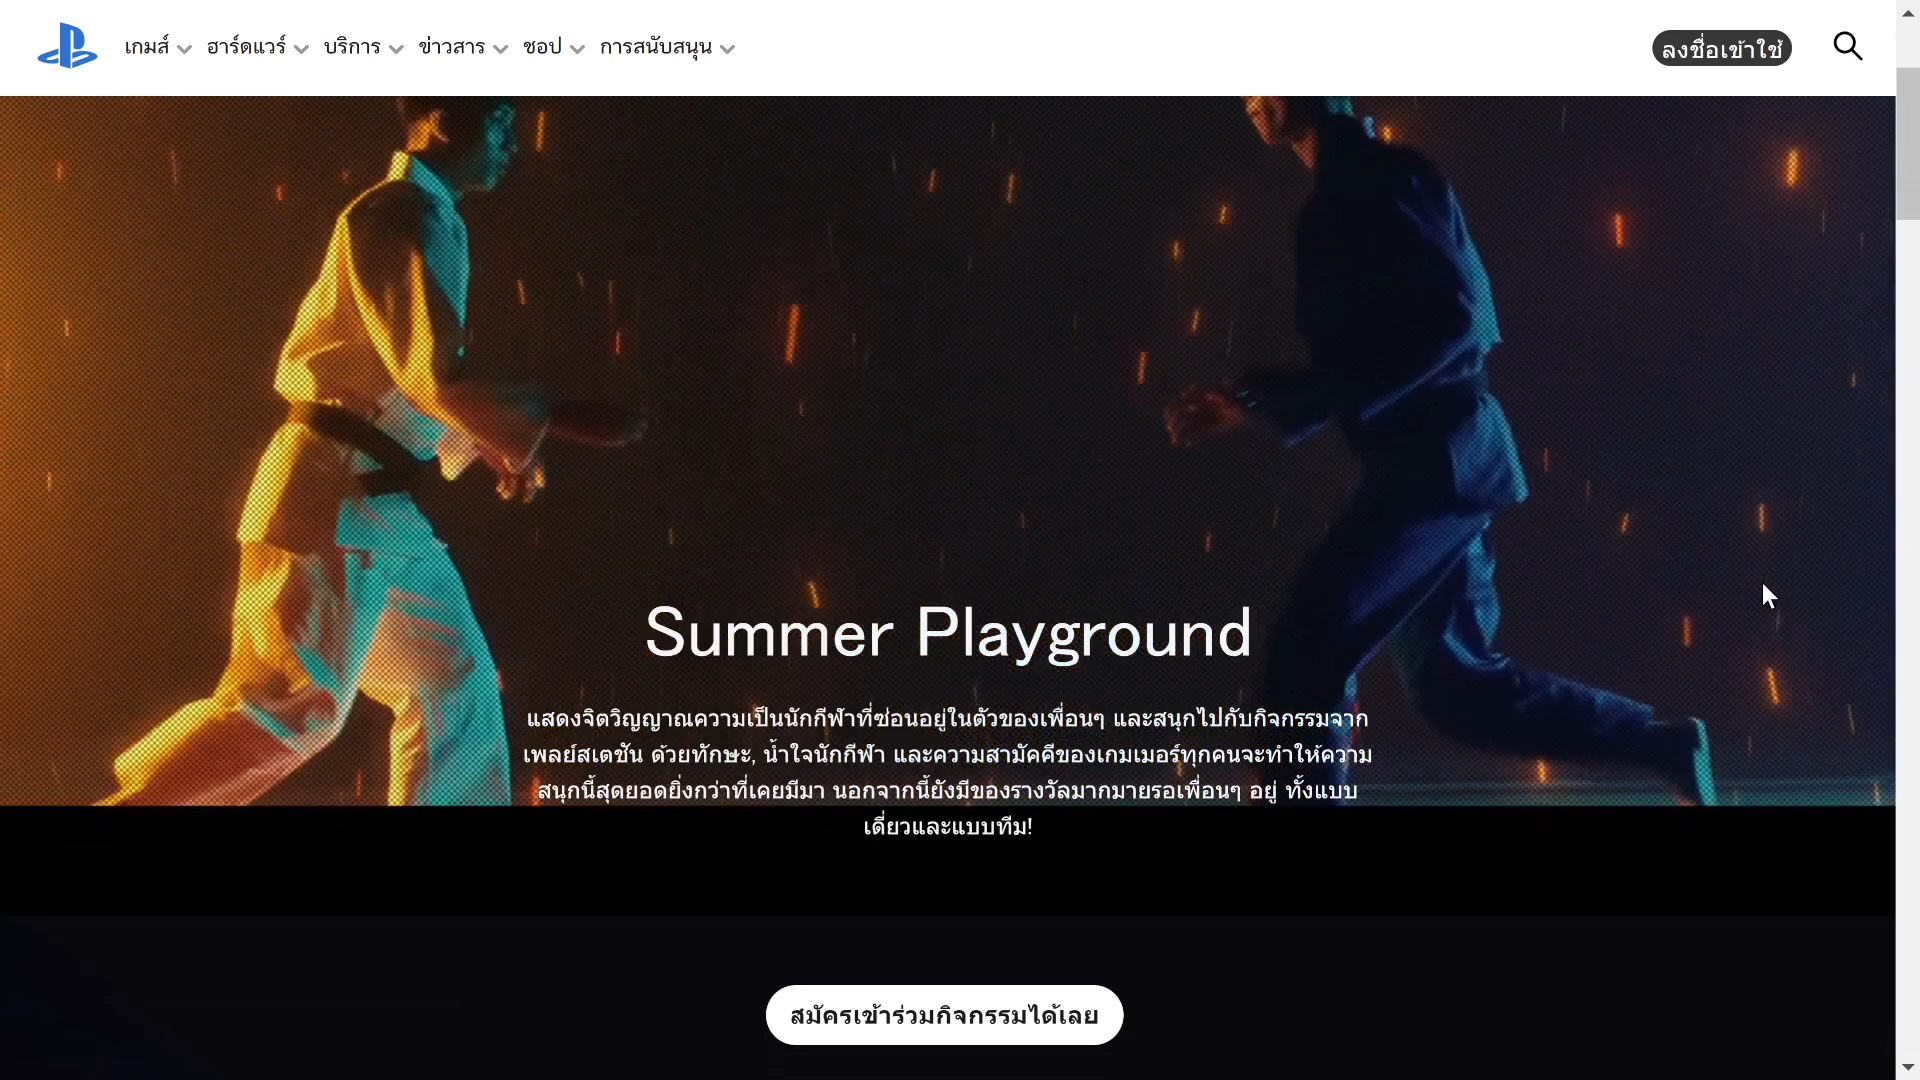 เกมส์ ฮาร์ดแวร์ บริการ ข่าวสาร ชอป การสนับสนุน ลงชื่อเข้าใช้
Summer Playground
แสดงจิตวิญญาณความเป็นนักกีฬาที่ซ่อนอยู่ในตัวของเพื่อนๆ และสนุกไปกับกิจกรรมจาก
เพลย์สเตชัน ด้วยทักษะ, น้ำใจนักกีฬา และความสามัคคีของเกมเมอร์ทุกคนจะทำให้ความ
สนุกนี้สุดยอดยิ่งกว่าที่เคยมีมา นอกจากนี้ยังมีของรางวัลมากมายรอเพื่อนๆ อยู่ ทั้งแบบ
เดี่ยวและแบบทีม!
สมัครเข้าร่วมกิจกรรมได้เลย